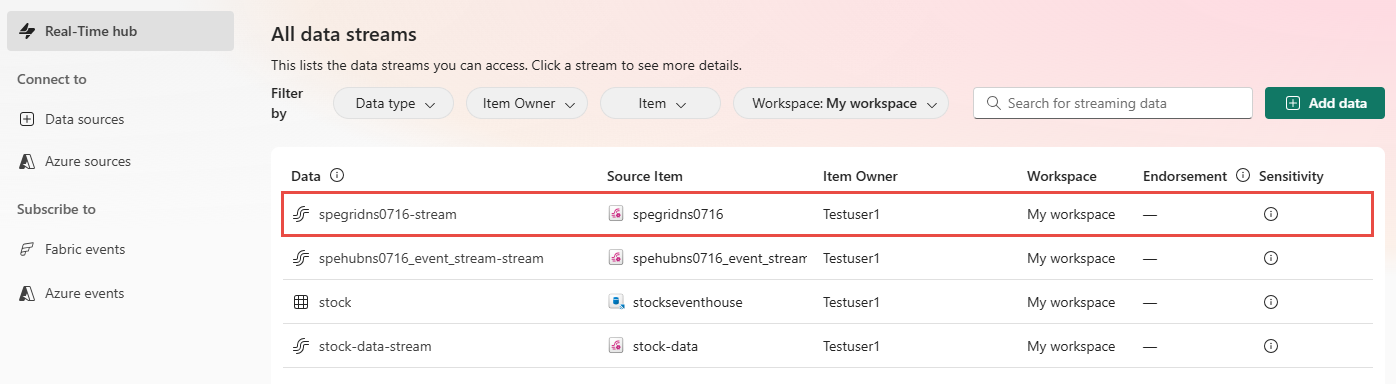 Real-Time hub
Connect to
Data sources
Azure sources
Subscribe to
Fabric events
Azure events
All data streams
This lists the data streams you can access. Click a stream to see more details.
Filter by
Data type
Item Owner
Item
Workspace: My workspace
Search for streaming data
Add data
Data Source Item Item Owner Workspace Endorsement Sensitivity
spegridns0716-stream spegridns0716 Testuser1 My workspace —
spehubns0716_event_stream-stream spehubns0716_event_stream Testuser1 My workspace —
stock stockseventhouse Testuser1 My workspace —
stock-data-stream stock-data Testuser1 My workspace —